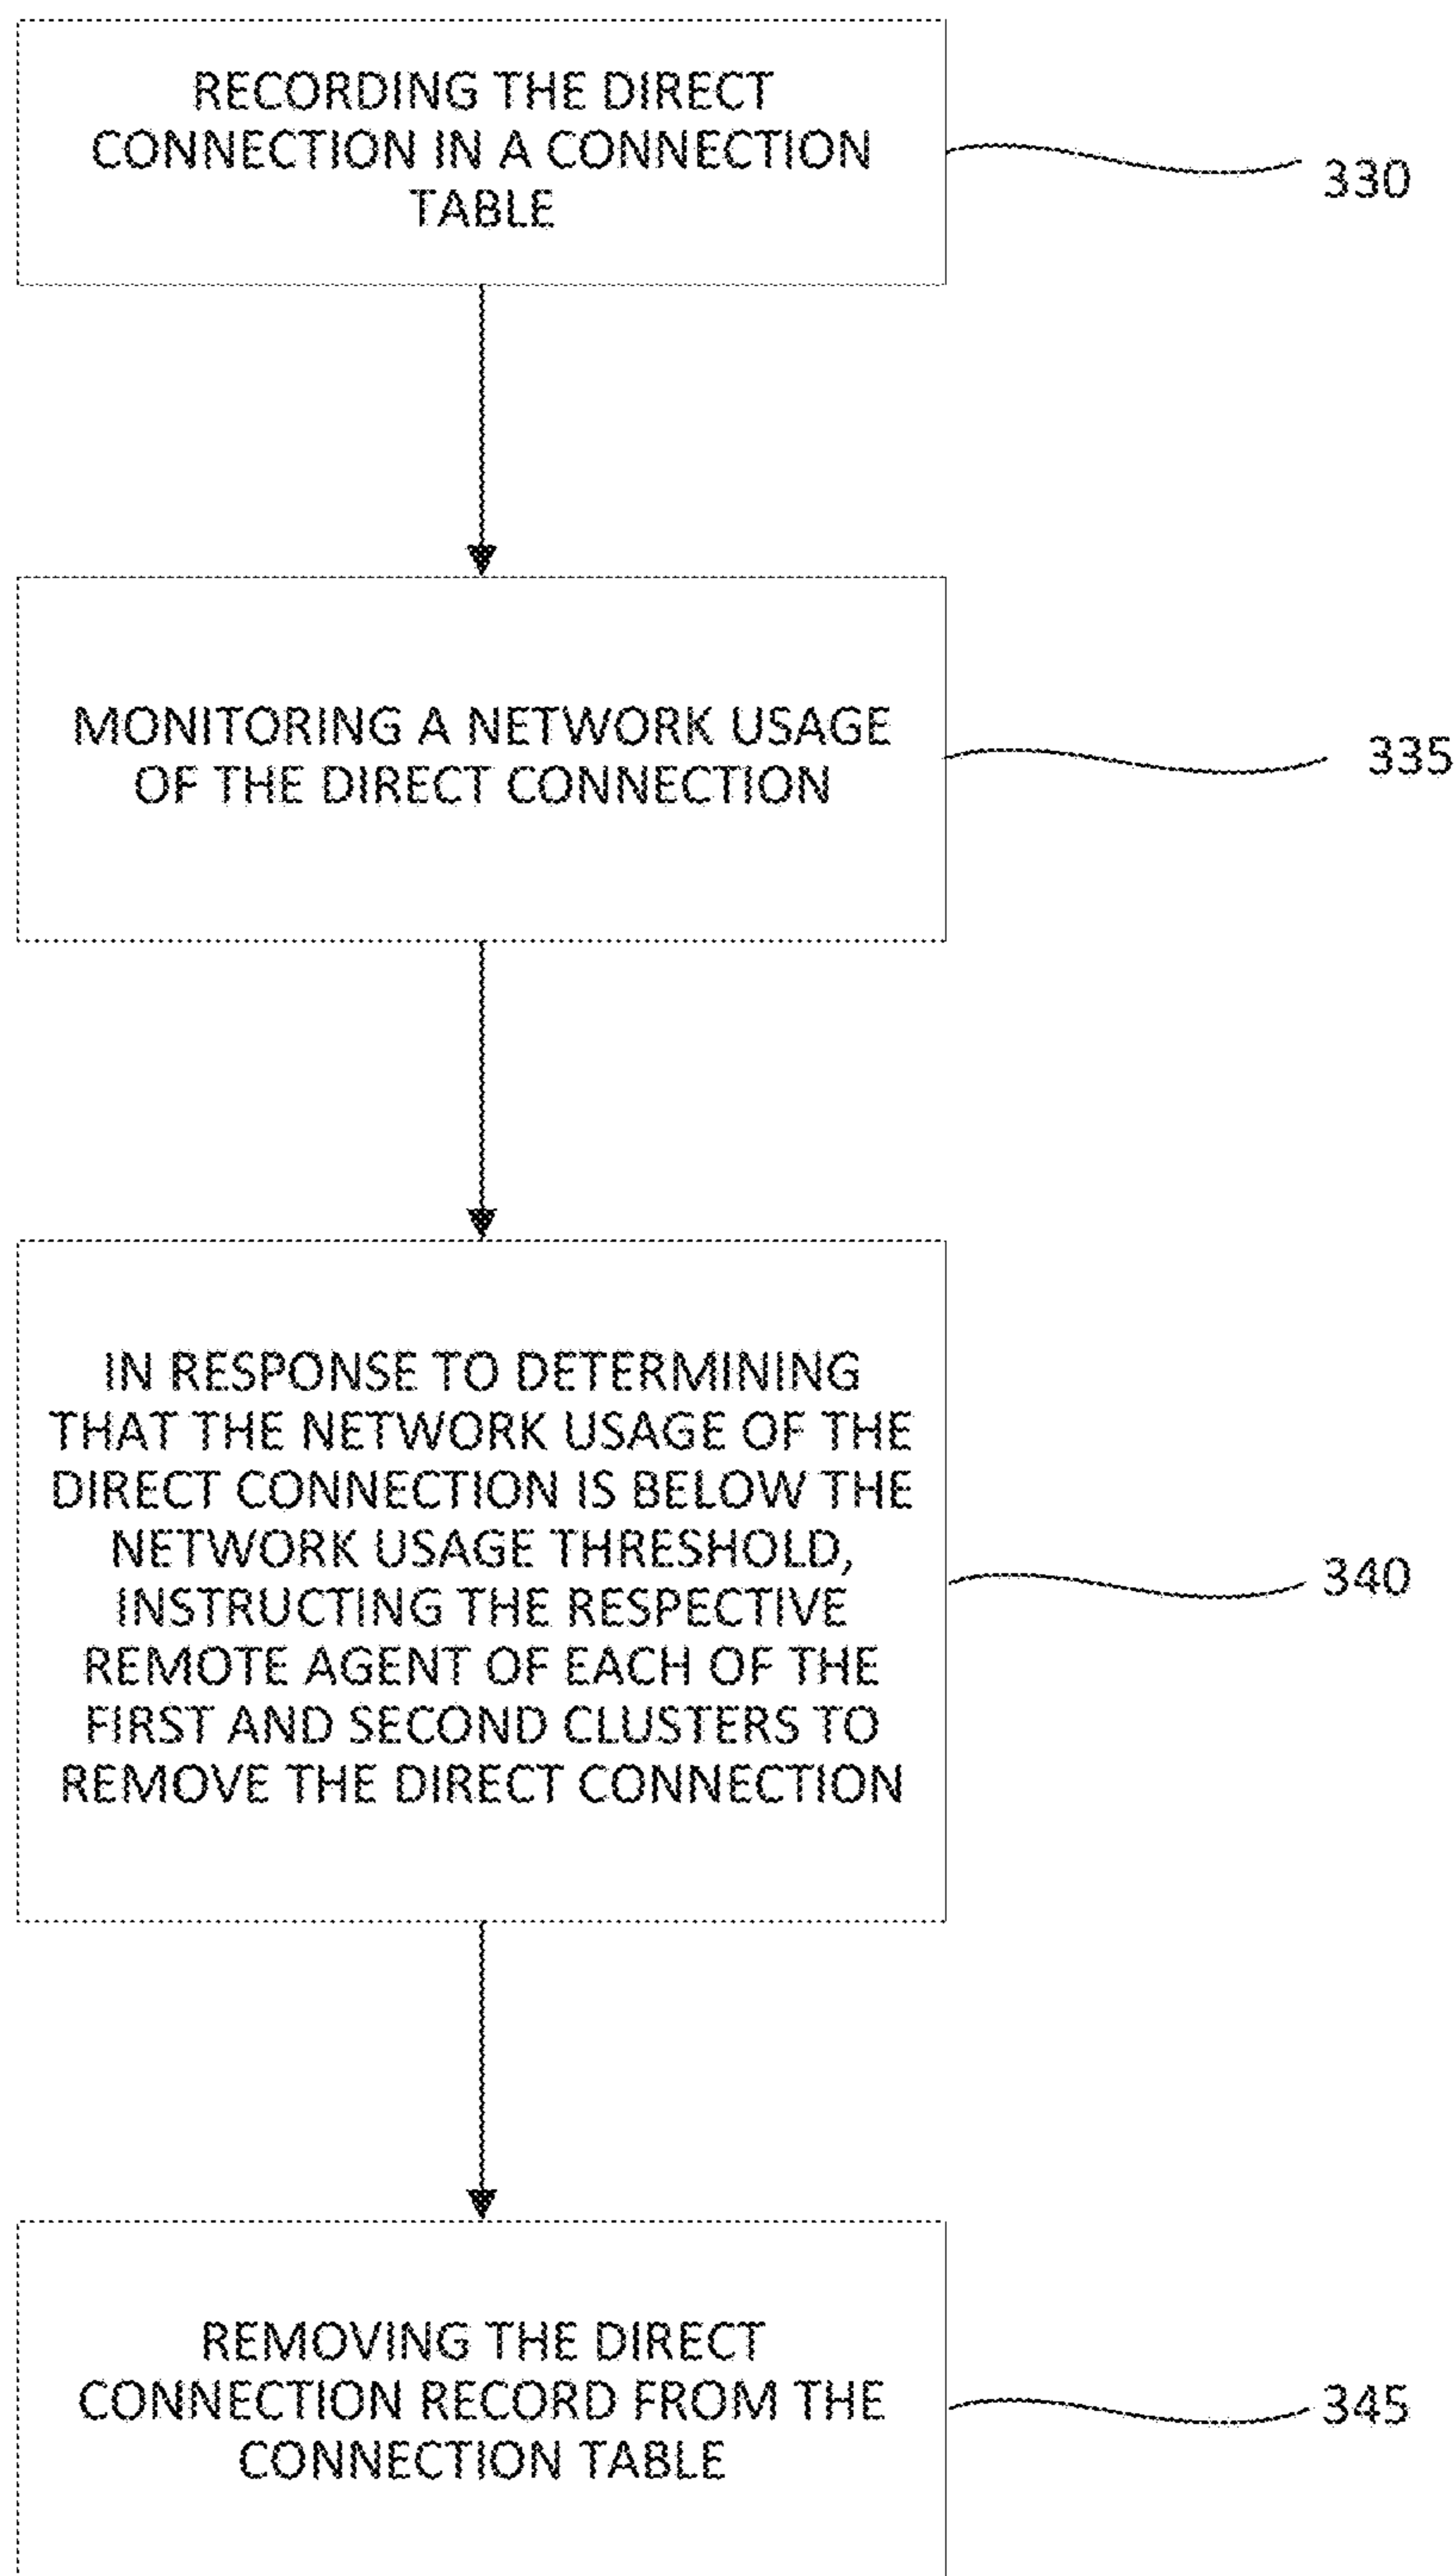 RECORDING THE DIRECT
CONNECTION IN A CONNECTION
TABLE
330
MONITORING A NETWORK USAGE
OF THE DIRECT CONNECTION
335
IN RESPONSE TO DETERMINING
THAT THE NETWORK USAGE OF THE
DIRECT CONNECTION IS BELOW THE
NETWORK USAGE THRESHOLD,
INSTRUCTING THE RESPECTIVE
REMOTE AGENT OF EACH OF THE
FIRST AND SECOND CLUSTERS TO
REMOVE THE DIRECT CONNECTION
340
REMOVING THE DIRECT
CONNECTION RECORD FROM THE
CONNECTION TABLE
345